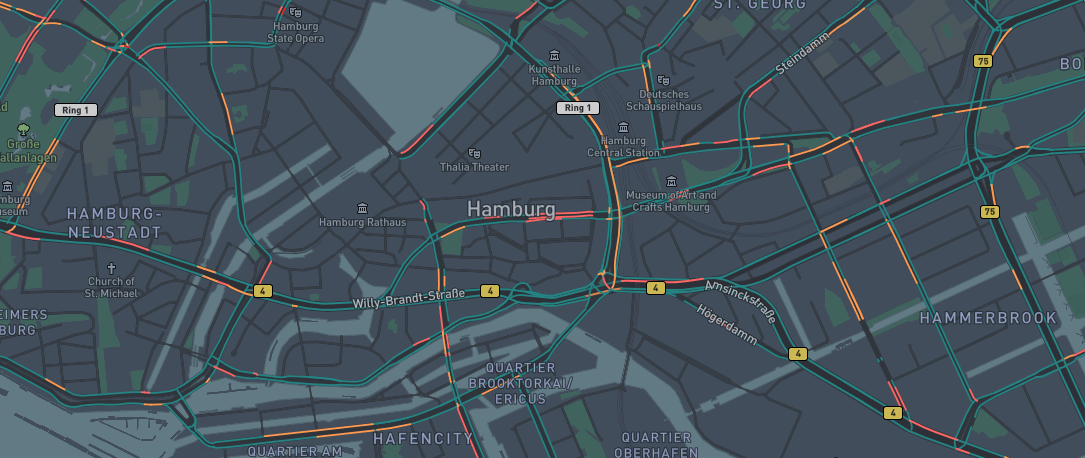 ST. GEORG
Hamburg
State Opera
Steindamm
75
BO
Kunsthalle
Hamburg
Deutsches
Schauspielhaus
Ring 1
Ring 1
Große
allanlagen
Hamburg
Central Station
Thalia Theater
mburg
useum
Museum of Art and
Crafts Hamburg
HAMBURG-
NEUSTADT
Hamburg Rathaus
Hamburg
75
Church of
St. Michael
4
Willy-Brandt-Straße
4
4
Amsinckstraße
Högerdamm
EIMERS
BURG
HAMMERBROOK
4
QUARTIER
BROOKTORKAI/
ERICUS
4
HAFENCITY
QUARTIER AM
QUARTIER
OBERHAFEN